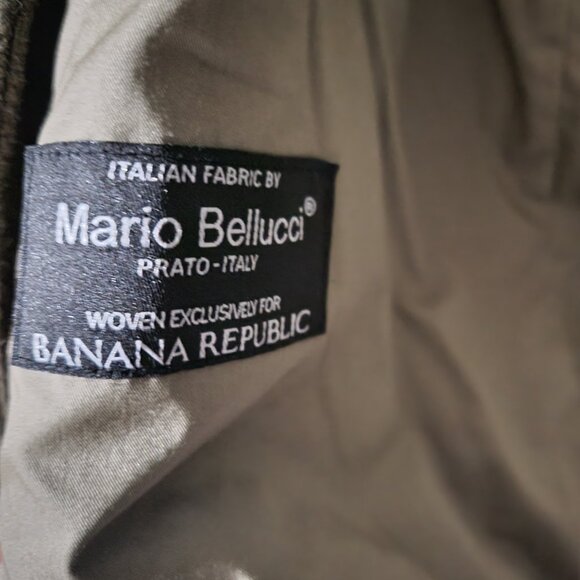 ITALIAN FABRIC BY
Mario Bellucci®
PRATO-ITALY
WOVEN EXCLUSIVELY FOR
BANANA REPUBLIC